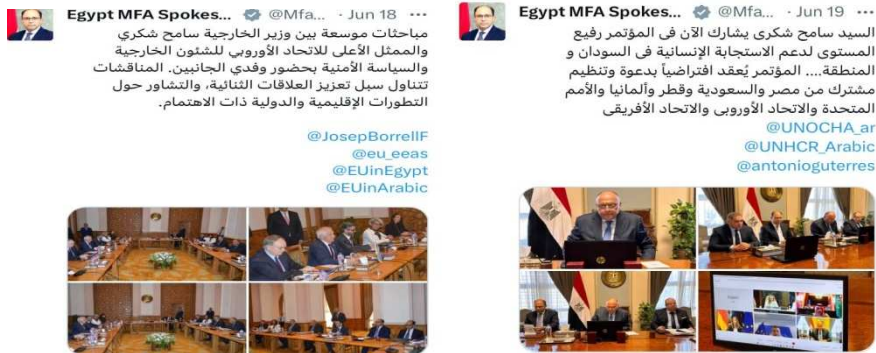 Egypt MFA Spokes... @Mfa... · Jun 18 ...
مباحثات موسعة بين وزير الخارجية سامح شكري
والممثل الأعلى للاتحاد الأوروبي للشئون الخارجية
والسياسة الأمنية بحضور وفدي الجانبين. المناقشات
تتناول سبل تعزيز العلاقات الثنائية، والتشاور حول
التطورات الإقليمية والدولية ذات الاهتمام.
@JosepBorrellF
@eu_eeas
@EUinEgypt
@EUinArabic
Egypt MFA Spokes... @Mfa... · Jun 19 ...
السيد سامح شكرى يشارك الآن فى المؤتمر رفيع
المستوى لدعم الاستجابة الإنسانية فى السودان و
المنطقة.... المؤتمر يُعقد افتراضياً بدعوة وتنظيم
مشترك من مصر والسعودية وقطر وألمانيا والأمم
المتحدة والاتحاد الأوروبى والاتحاد الأفريقى
@UNOCHA_ar
@UNHCR_Arabic
@antonioguterres